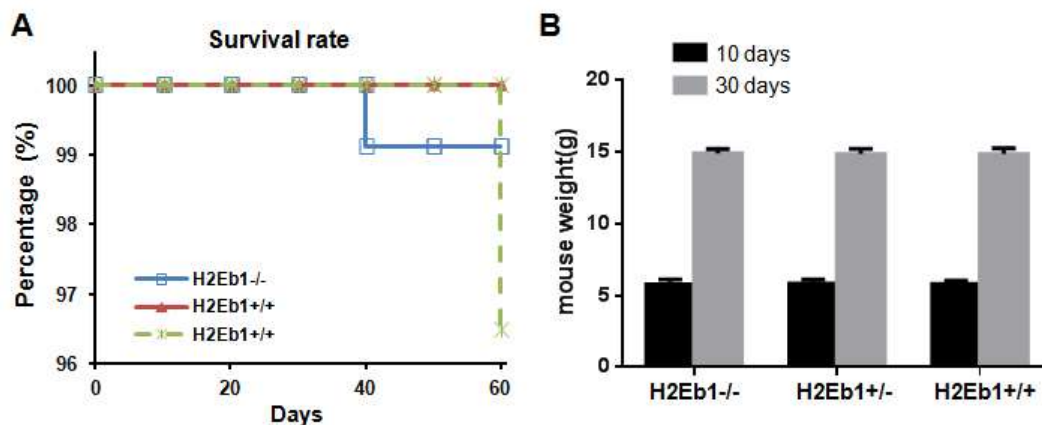 A
Survival rate
Percentage (%)
100
99
98
97
96
H2Eb1-/-
H2Eb1+/+
H2Eb1+/+
0
20
40
60
Days
B
10 days
30 days
mouse weight(g)
20
15
10
5
0
H2Eb1-/-
H2Eb1+/-
H2Eb1+/+